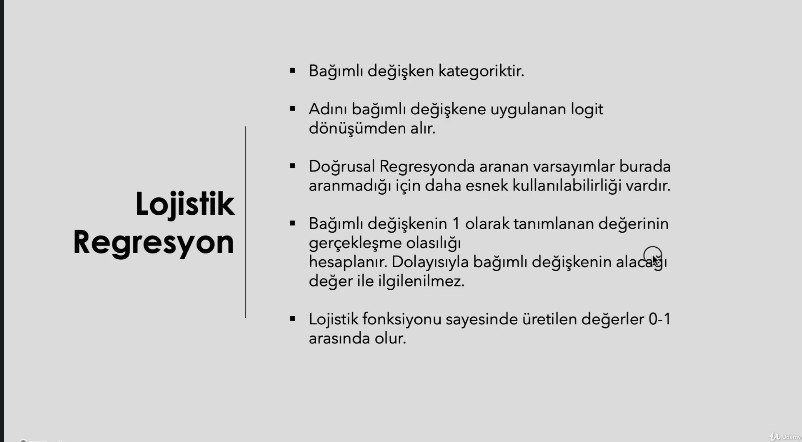 Lojistik
Regresyon
▪ Bağımlı değişken kategoriktir.
▪ Adını bağımlı değişkene uygulanan logit
dönüşümden alır.
▪ Doğrusal Regresyonda aranan varsayımlar burada
aranmadığı için daha esnek kullanılabilirliği vardır.
▪ Bağımlı değişkenin 1 olarak tanımlanan değerinin
gerçekleşme olasılığı
hesaplanır. Dolayısıyla bağımlı değişkenin alacağı
değer ile ilgilenilmez.
▪ Lojistik fonksiyonu sayesinde üretilen değerler 0-1
arasında olur.